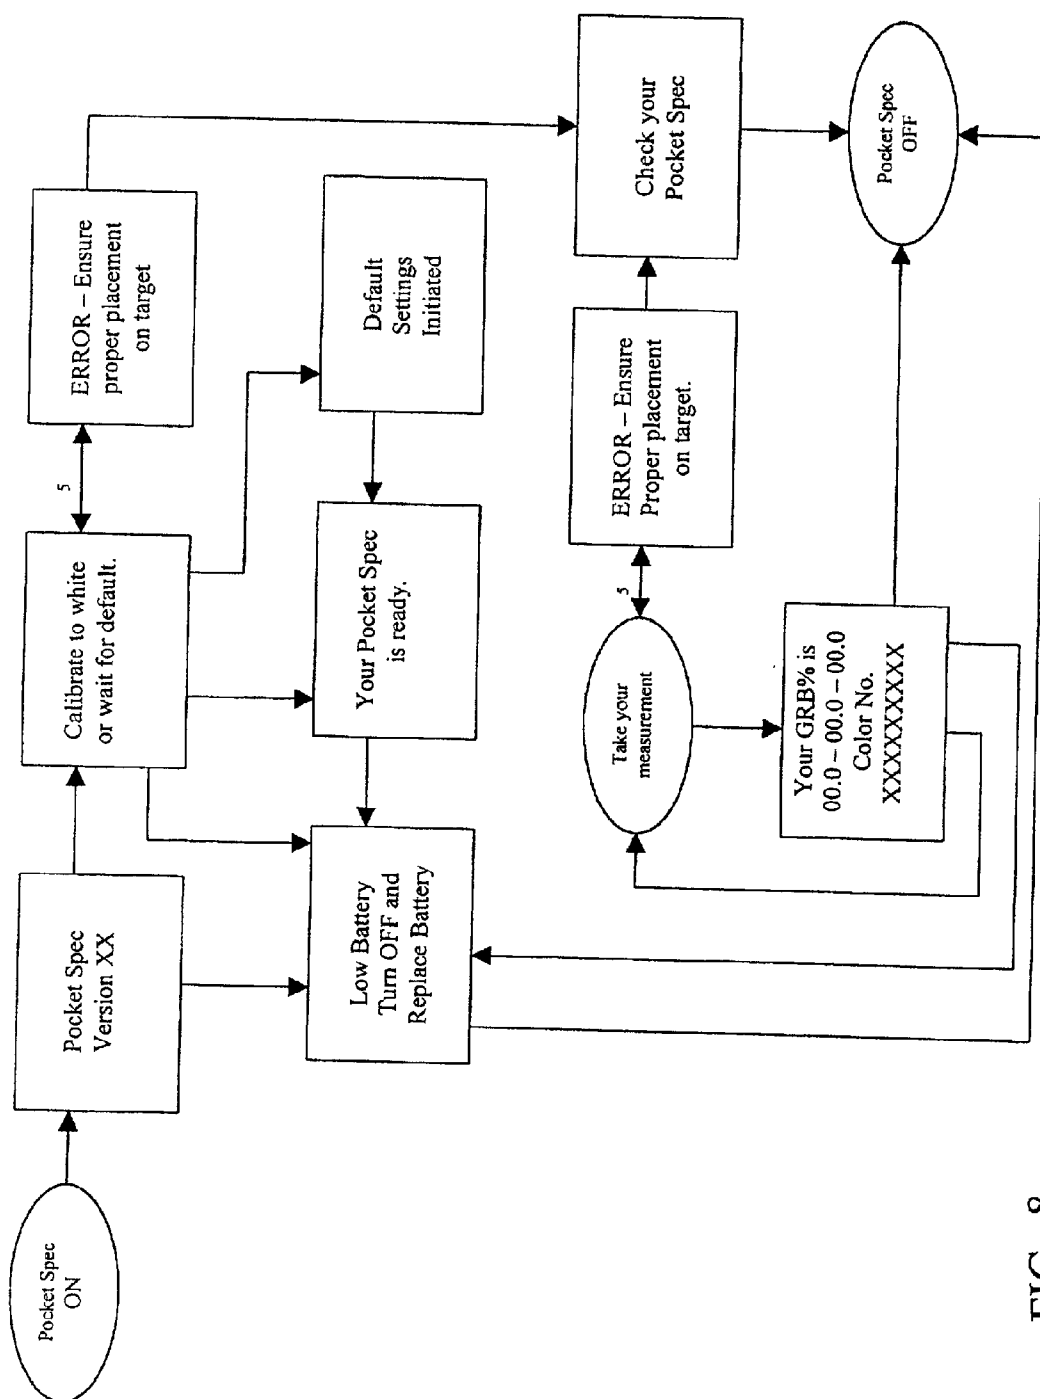 Pocket Spec
ON
Pocket Spec
Version XX
Calibrate to white
or wait for default.
5
ERROR – Ensure
proper placement
on target
Low Battery
Turn OFF and
Replace Battery
Your Pocket Spec
is ready.
Default
Settings
Initiated
Take your
measurement
5
ERROR – Ensure
Proper placement
on target.
Check your
Pocket Spec
Your GRB% is
00.0 – 00.0 – 00.0
Color No.
XXXXXXXXX
Pocket Spec
OFF
FIG. 8